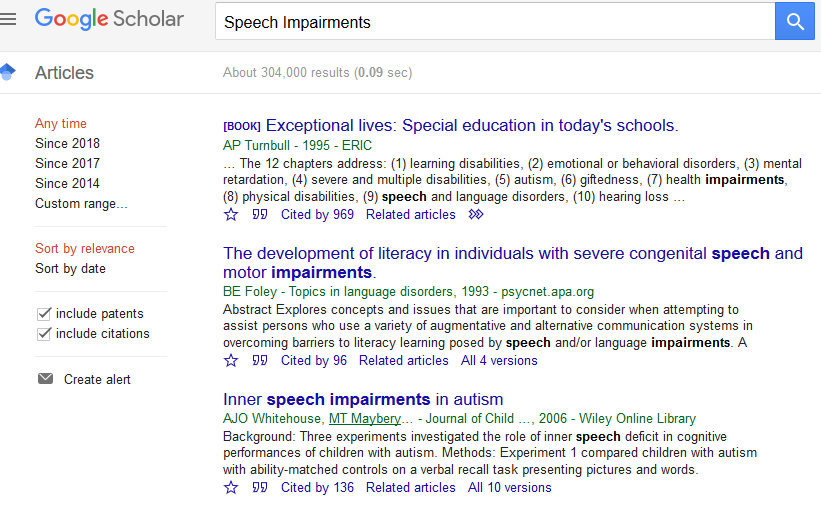 Google Scholar
Speech Impairments
Articles
About 304,000 results (0.09 sec)
Any time
Since 2018
Since 2017
Since 2014
Custom range...
Sort by relevance
Sort by date
include patents
include citations
Create alert
[BOOK] Exceptional lives: Special education in today's schools.
AP Turnbull - 1995 - ERIC
... The 12 chapters address: (1) learning disabilities, (2) emotional or behavioral disorders, (3) mental
retardation, (4) severe and multiple disabilities, (5) autism, (6) giftedness, (7) health impairments,
(8) physical disabilities, (9) speech and language disorders, (10) hearing loss ...
Cited by 969 Related articles
The development of literacy in individuals with severe congenital speech and
motor impairments.
BE Foley - Topics in language disorders, 1993 - psycnet.apa.org
Abstract Explores concepts and issues that are important to consider when attempting to
assist persons who use a variety of augmentative and alternative communication systems in
overcoming barriers to literacy learning posed by speech and/or language impairments. A
Cited by 96 Related articles All 4 versions
Inner speech impairments in autism
AJO Whitehouse, MT Maybery... - Journal of Child ..., 2006 - Wiley Online Library
Background: Three experiments investigated the role of inner speech deficit in cognitive
performances of children with autism. Methods: Experiment 1 compared children with autism
with ability-matched controls on a verbal recall task presenting pictures and words.
Cited by 136 Related articles All 10 versions